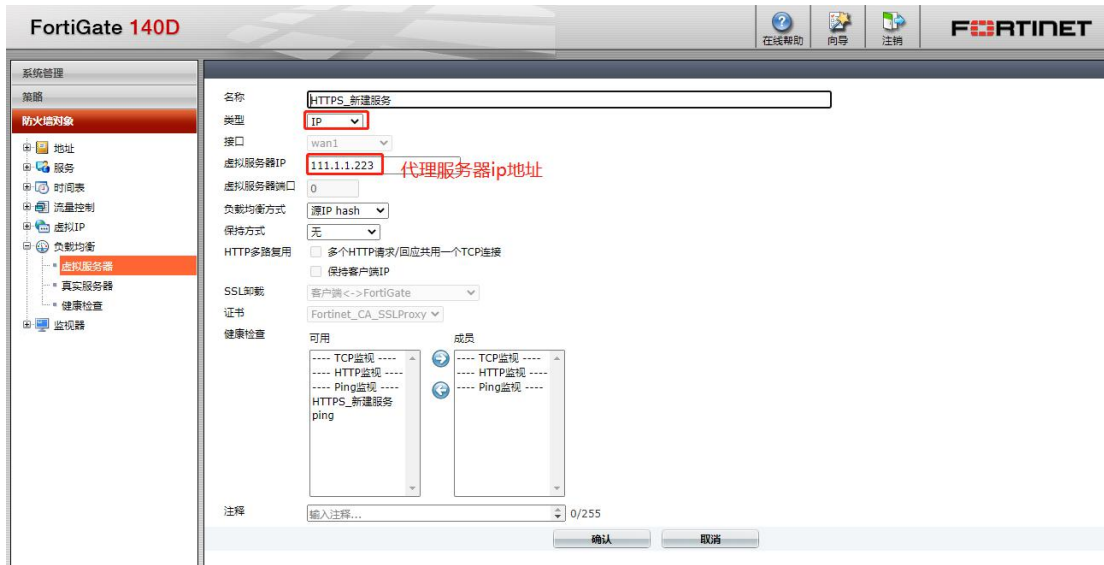 FortiGate 140D
在线帮助
向导
注销
FORTINET
系统管理
策略
防火墙对象
地址
服务
时间表
流量控制
虚拟IP
负载均衡
虚拟服务器
真实服务器
健康检查
监视器
名称 HTTPS_新建服务
类型 IP
接口 wan1
虚拟服务器IP 111.1.1.223 代理服务器ip地址
虚拟服务器端口 0
负载均衡方式 源IP hash
保持方式 无
HTTP多路复用 多个HTTP请求/回应共用一个TCP连接
保持客户端IP
SSL卸载 客户端<->FortiGate
证书 Fortinet_CA_SSLProxy
健康检查 可用 成员
---- TCP监视 ---- ---- TCP监视 ----
---- HTTP监视 ---- ---- HTTP监视 ----
---- Ping监视 ---- ---- Ping监视 ----
HTTPS_新建服务
ping
注释 输入注释... 0/255
确认 取消